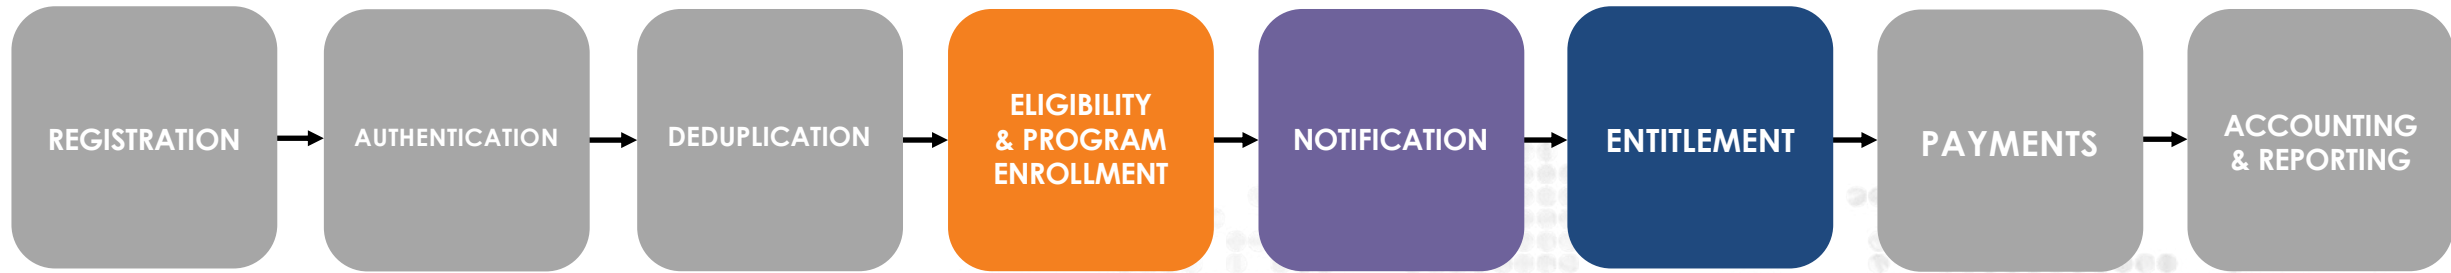 REGISTRATION
AUTHENTICATION
DEDUPLICATION
ELIGIBILITY
& PROGRAM
ENROLLMENT
NOTIFICATION
ENTITLEMENT
PAYMENTS
ACCOUNTING
& REPORTING